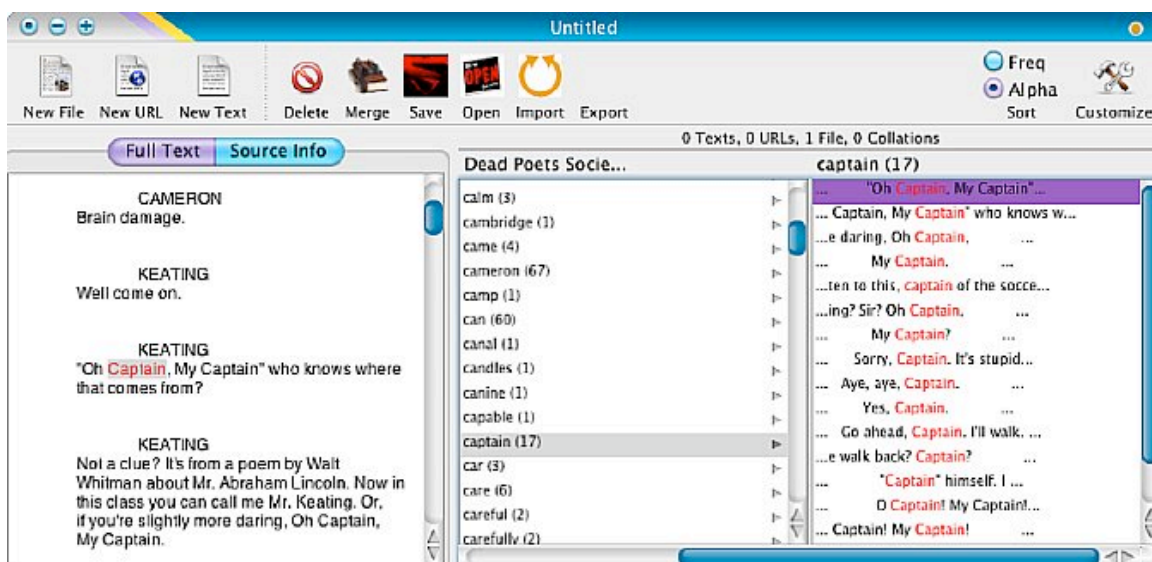 Untitled
New File New URL New Text Delete Merge Save Open Import Export
Freq
Alpha
Sort
Customize
0 Texts, 0 URLs, 1 File, 0 Collations
Full Text Source Info
CAMERON
Brain damage.
KEATING
Well come on.
KEATING
"Oh Captain, My Captain" who knows where
that comes from?
KEATING
Not a clue? It's from a poem by Walt
Whitman about Mr. Abraham Lincoln. Now in
this class you can call me Mr. Keating. Or,
if you're slightly more daring, Oh Captain,
My Captain.
Dead Poets Socie...
calm (3)
cambridge (1)
came (4)
cameron (67)
camp (1)
can (60)
canal (1)
candles (1)
canine (1)
capable (1)
captain (17)
car (3)
care (6)
careful (2)
carefully (2)
captain (17)
... "Oh Captain, My Captain"...
... Captain, My Captain" who knows w...
...e daring, Oh Captain, ...
... My Captain. ...
...ten to this, captain of the socce...
...ing? Sir? Oh Captain, ...
... My Captain? ...
... Sorry, Captain. It's stupid...
... Aye, aye, Captain. ...
... Yes, Captain. ...
... Go ahead, Captain. I'll walk. ...
...e walk back? Captain? ...
... "Captain" himself. I ...
... O Captain! My Captain!...
... Captain! My Captain! ...